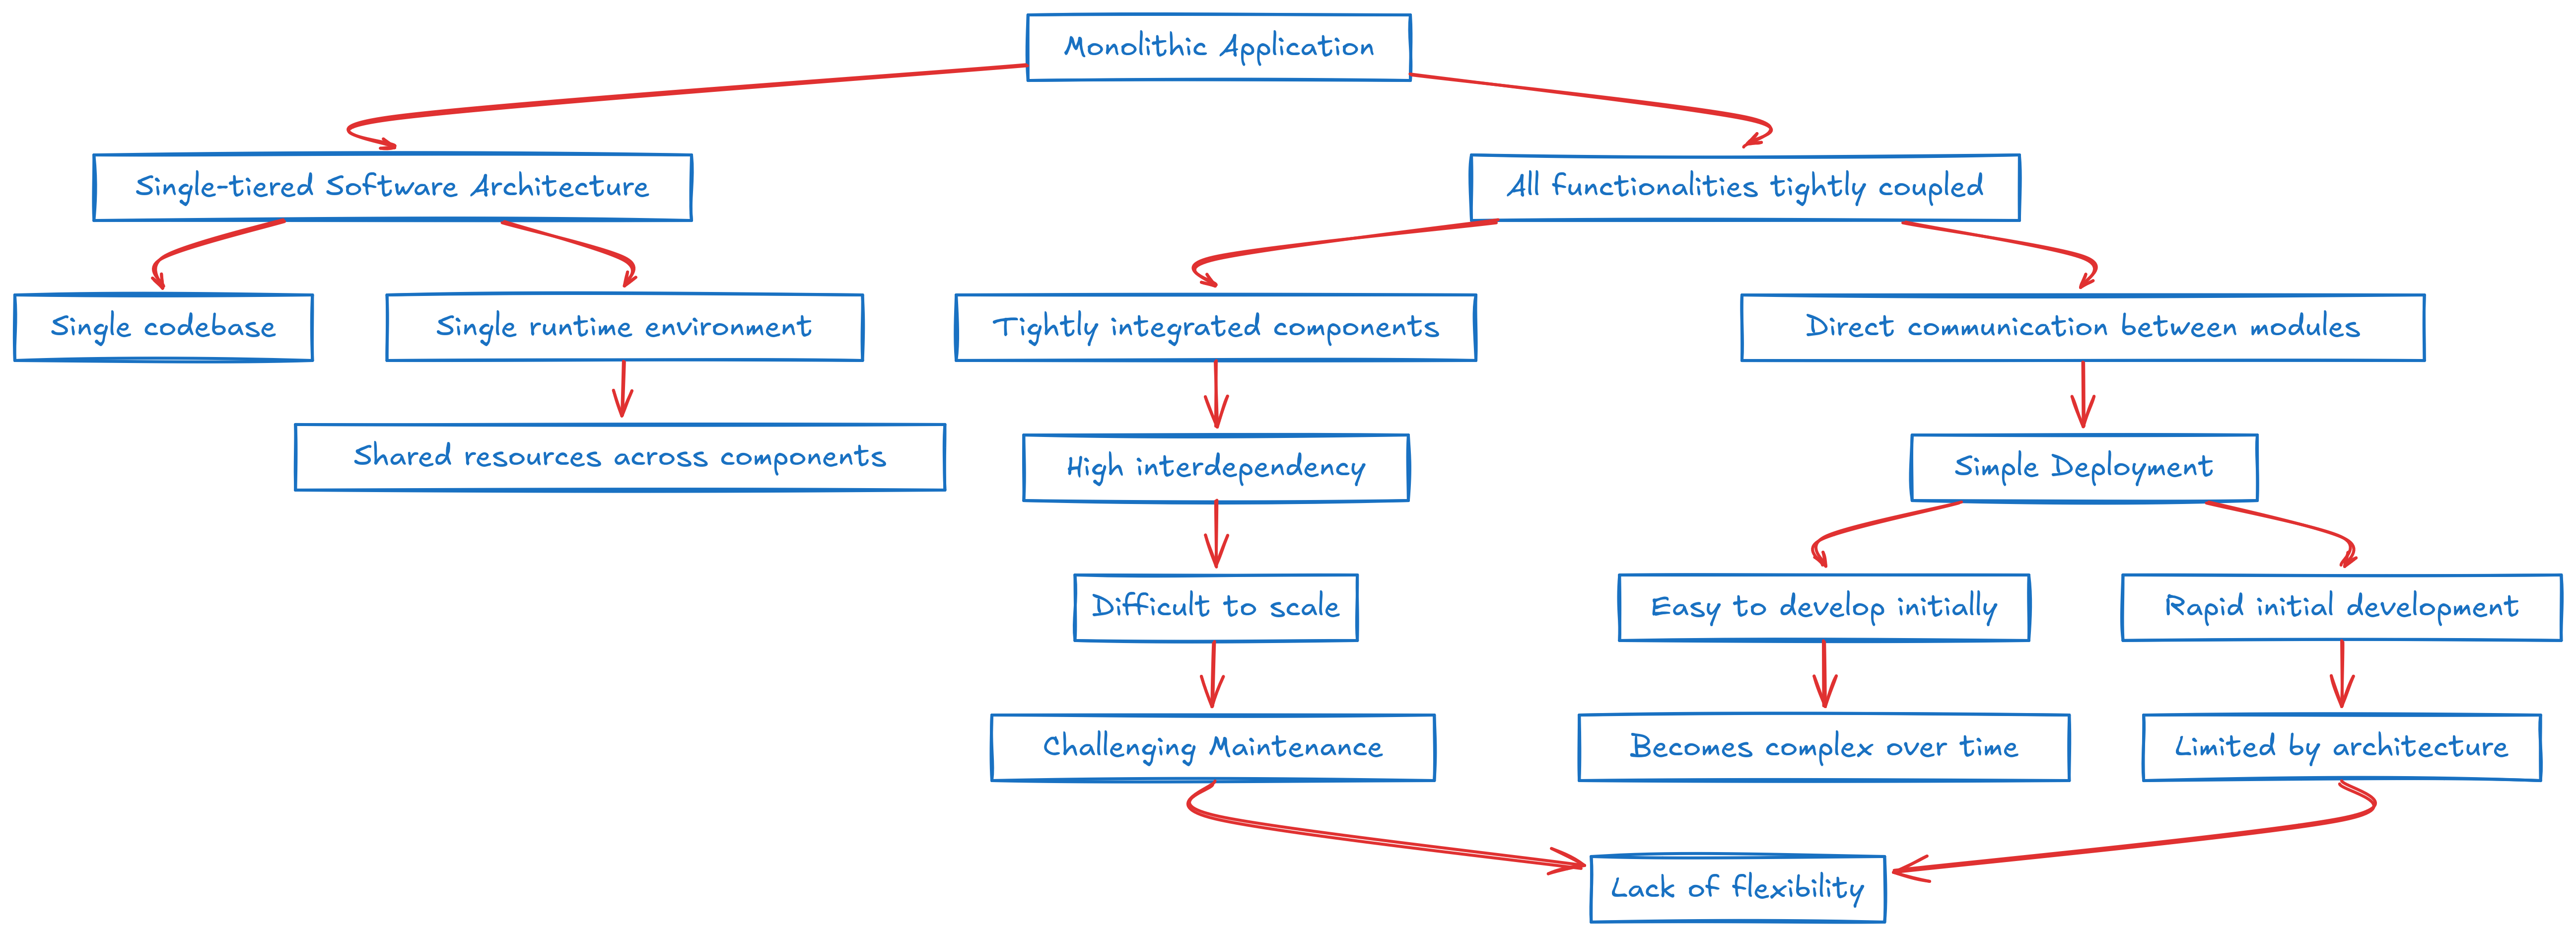 Monolithic Application
Single-tiered Software Architecture
All functionalities tightly coupled
Single codebase
Single runtime environment
Tightly integrated components
Direct communication between modules
Shared resources across components
High interdependency
Simple Deployment
Difficult to scale
Easy to develop initially
Rapid initial development
Challenging Maintenance
Becomes complex over time
Limited by architecture
Lack of flexibility